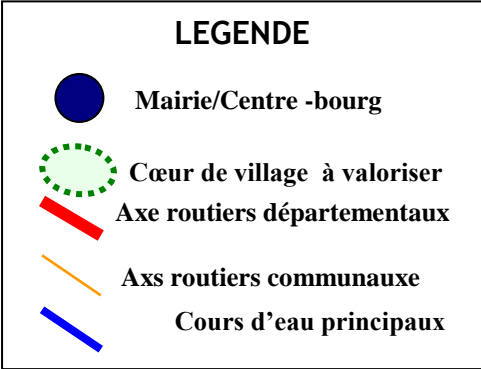 LEGENDE
Mairie/Centre -bourg
Cœur de village à valoriser
Axe routiers départementaux
Axs routiers communauxe
Cours d’eau principaux